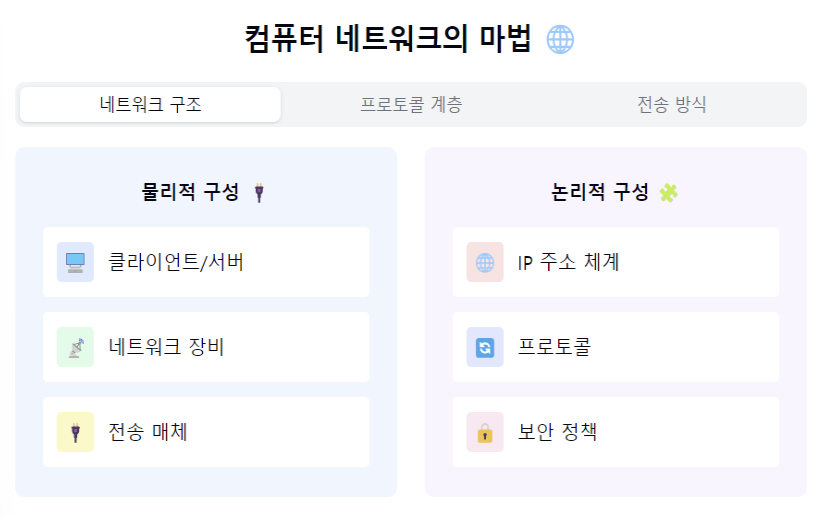 컴퓨터 네트워크의 마법 🌐
네트워크 구조
프로토콜 계층
전송 방식
물리적 구성 🔌
클라이언트/서버
네트워크 장비
전송 매체
논리적 구성 🧩
IP 주소 체계
프로토콜
보안 정책